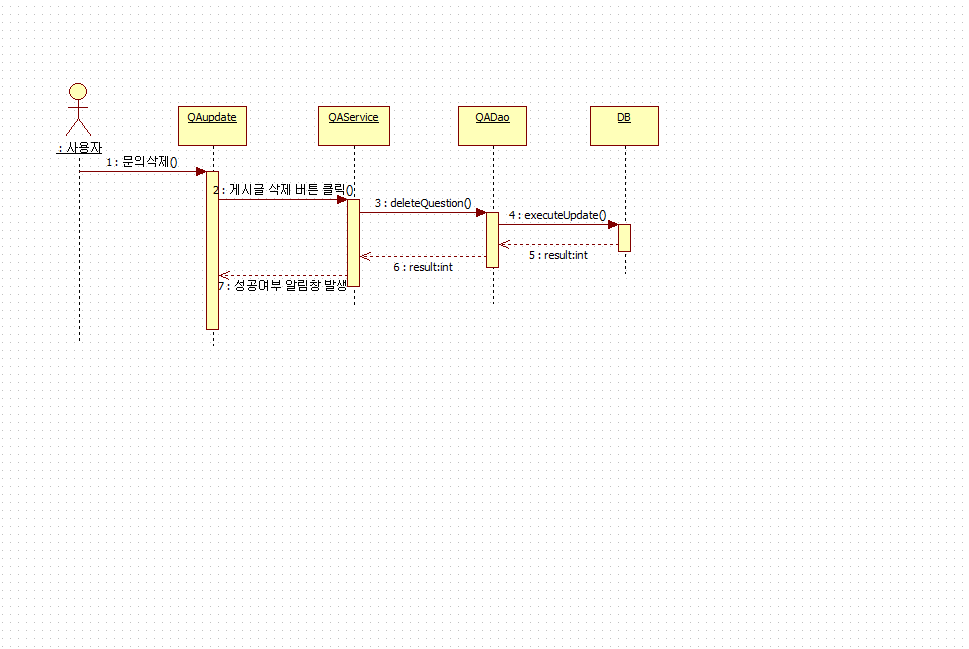 : 사용자
QAupdate
QAService
QADao
DB
1 : 문의삭제()
2 : 게시글 삭제 버튼 클릭()
3 : deleteQuestion()
4 : executeUpdate()
5 : result:int
6 : result:int
7 : 성공여부 알림창 발생